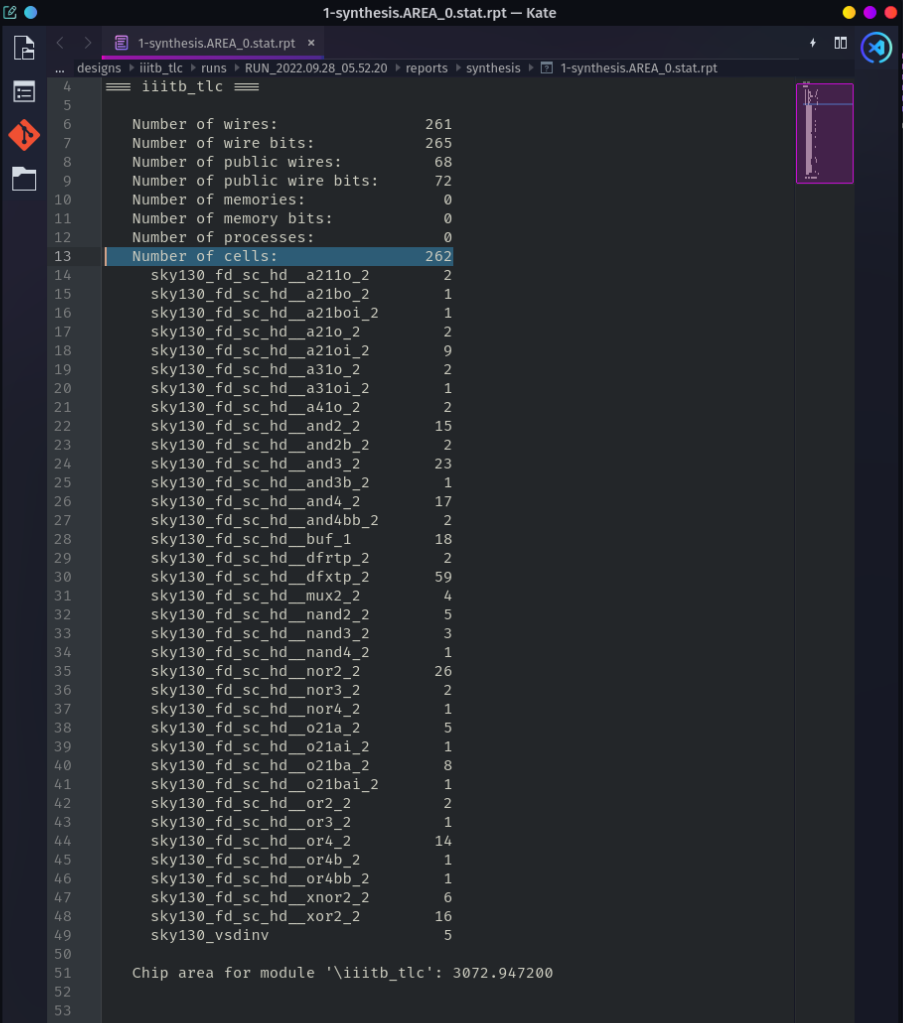 1-synthesis.AREA_0.stat.rpt — Kate
1-synthesis.AREA_0.stat.rpt ×
... designs › iiitb_tlc › runs › RUN_2022.09.28_05.52.20 › reports › synthesis › 1-synthesis.AREA_0.stat.rpt
4 === iiitb_tlc ===
5
6 Number of wires: 261
7 Number of wire bits: 265
8 Number of public wires: 68
9 Number of public wire bits: 72
10 Number of memories: 0
11 Number of memory bits: 0
12 Number of processes: 0
13 Number of cells: 262
14 sky130_fd_sc_hd__a211o_2 2
15 sky130_fd_sc_hd__a21bo_2 1
16 sky130_fd_sc_hd__a21boi_2 1
17 sky130_fd_sc_hd__a21o_2 2
18 sky130_fd_sc_hd__a21oi_2 9
19 sky130_fd_sc_hd__a31o_2 2
20 sky130_fd_sc_hd__a31oi_2 1
21 sky130_fd_sc_hd__a41o_2 2
22 sky130_fd_sc_hd__and2_2 15
23 sky130_fd_sc_hd__and2b_2 2
24 sky130_fd_sc_hd__and3_2 23
25 sky130_fd_sc_hd__and3b_2 1
26 sky130_fd_sc_hd__and4_2 17
27 sky130_fd_sc_hd__and4bb_2 2
28 sky130_fd_sc_hd__buf_1 18
29 sky130_fd_sc_hd__dfrtp_2 2
30 sky130_fd_sc_hd__dfxtp_2 59
31 sky130_fd_sc_hd__mux2_2 4
32 sky130_fd_sc_hd__nand2_2 5
33 sky130_fd_sc_hd__nand3_2 3
34 sky130_fd_sc_hd__nand4_2 1
35 sky130_fd_sc_hd__nor2_2 26
36 sky130_fd_sc_hd__nor3_2 2
37 sky130_fd_sc_hd__nor4_2 1
38 sky130_fd_sc_hd__o21a_2 5
39 sky130_fd_sc_hd__o21ai_2 1
40 sky130_fd_sc_hd__o21ba_2 8
41 sky130_fd_sc_hd__o21bai_2 1
42 sky130_fd_sc_hd__or2_2 2
43 sky130_fd_sc_hd__or3_2 1
44 sky130_fd_sc_hd__or4_2 14
45 sky130_fd_sc_hd__or4b_2 1
46 sky130_fd_sc_hd__or4bb_2 1
47 sky130_fd_sc_hd__xnor2_2 6
48 sky130_fd_sc_hd__xor2_2 16
49 sky130_vsdinv 5
50
51 Chip area for module '\iiitb_tlc': 3072.947200
52
53